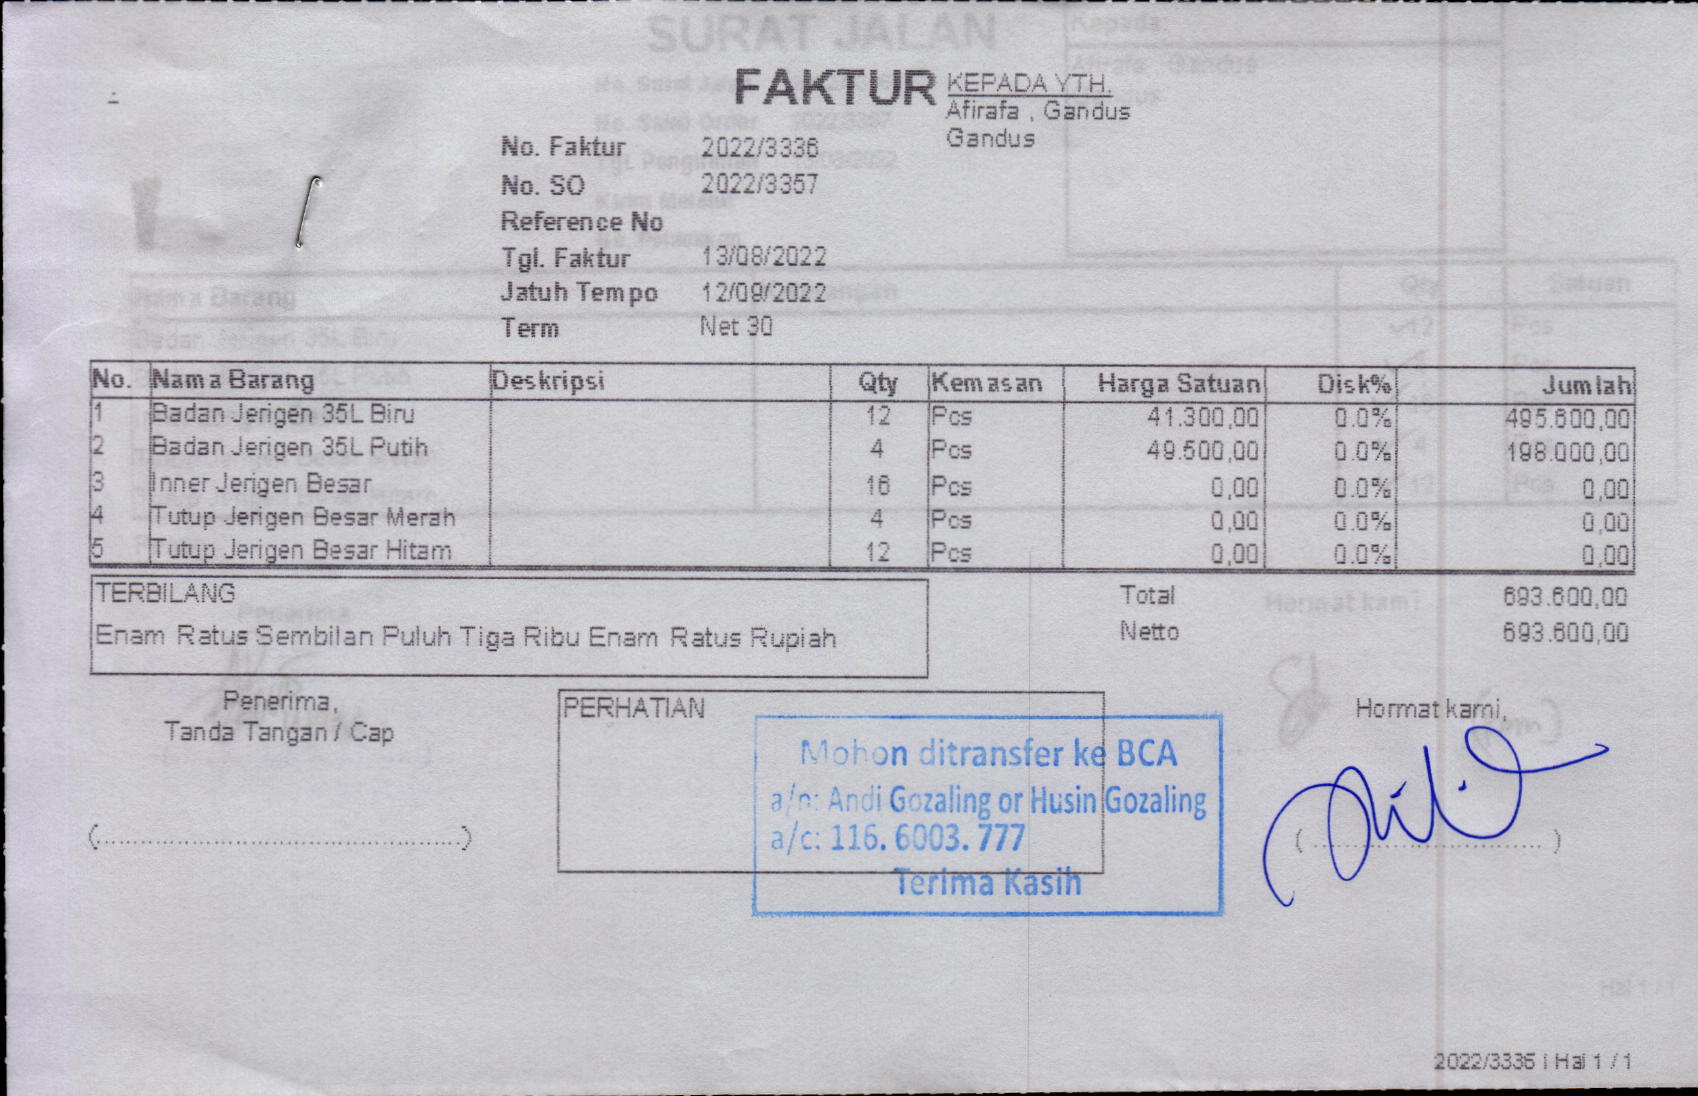 SURAT JALAN
Kepada:
FAKTUR
KEPADA YTH.
Afirafa , Gandus
Gandus
No. Faktur 2022/3336
No. SO 2022/3357
Reference No
Tgl. Faktur 13/08/2022
Jatuh Tempo 12/09/2022
Term Net 30
No. Nama Barang Deskripsi Qty Kemasan Harga Satuan Disk% Jumlah
1 Badan Jerigen 35L Biru 12 Pcs 41.300,00 0.0% 495.600,00
2 Badan Jerigen 35L Putih 4 Pcs 49.500,00 0.0% 198.000,00
3 Inner Jerigen Besar 16 Pcs 0,00 0.0% 0,00
4 Tutup Jerigen Besar Merah 4 Pcs 0,00 0.0% 0,00
5 Tutup Jerigen Besar Hitam 12 Pcs 0,00 0.0% 0,00
TERBILANG
Enam Ratus Sembilan Puluh Tiga Ribu Enam Ratus Rupiah
Total 693.600,00
Netto 693.600,00
Penerima,
Tanda Tangan / Cap
PERHATIAN
Mohon ditransfer ke BCA
a/n: Andi Gozaling or Husin Gozaling
a/c: 116. 6003. 777
Terima Kasih
Hormat kami,
2022/3336 | Hal 1 / 1